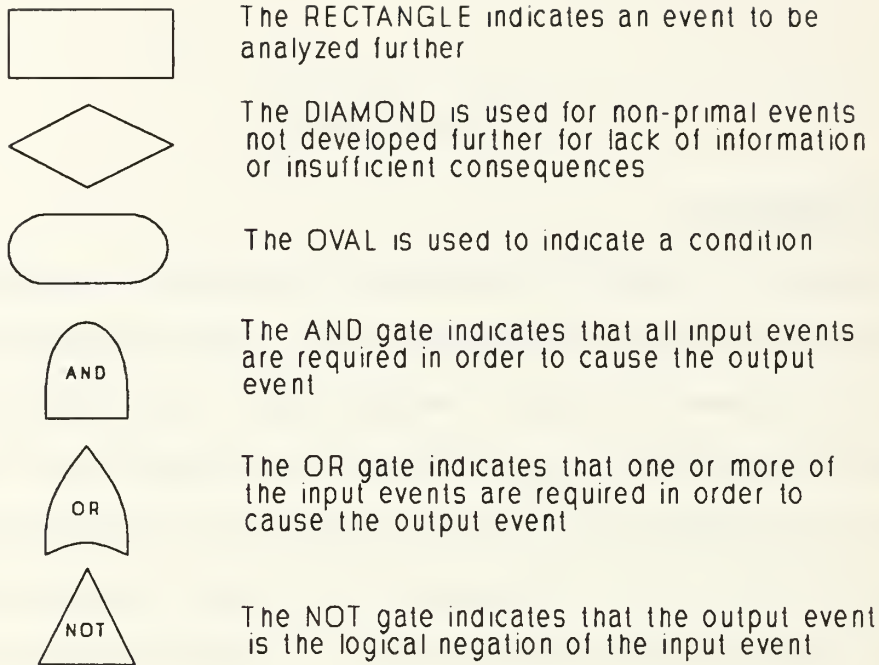 The RECTANGLE indicates an event to be
analyzed further
The DIAMOND is used for non-primal events
not developed further for lack of information
or insufficient consequences
The OVAL is used to indicate a condition
AND
The AND gate indicates that all input events
are required in order to cause the output
event
OR
The OR gate indicates that one or more of
the input events are required in order to
cause the output event
NOT
The NOT gate indicates that the output event
is the logical negation of the input event